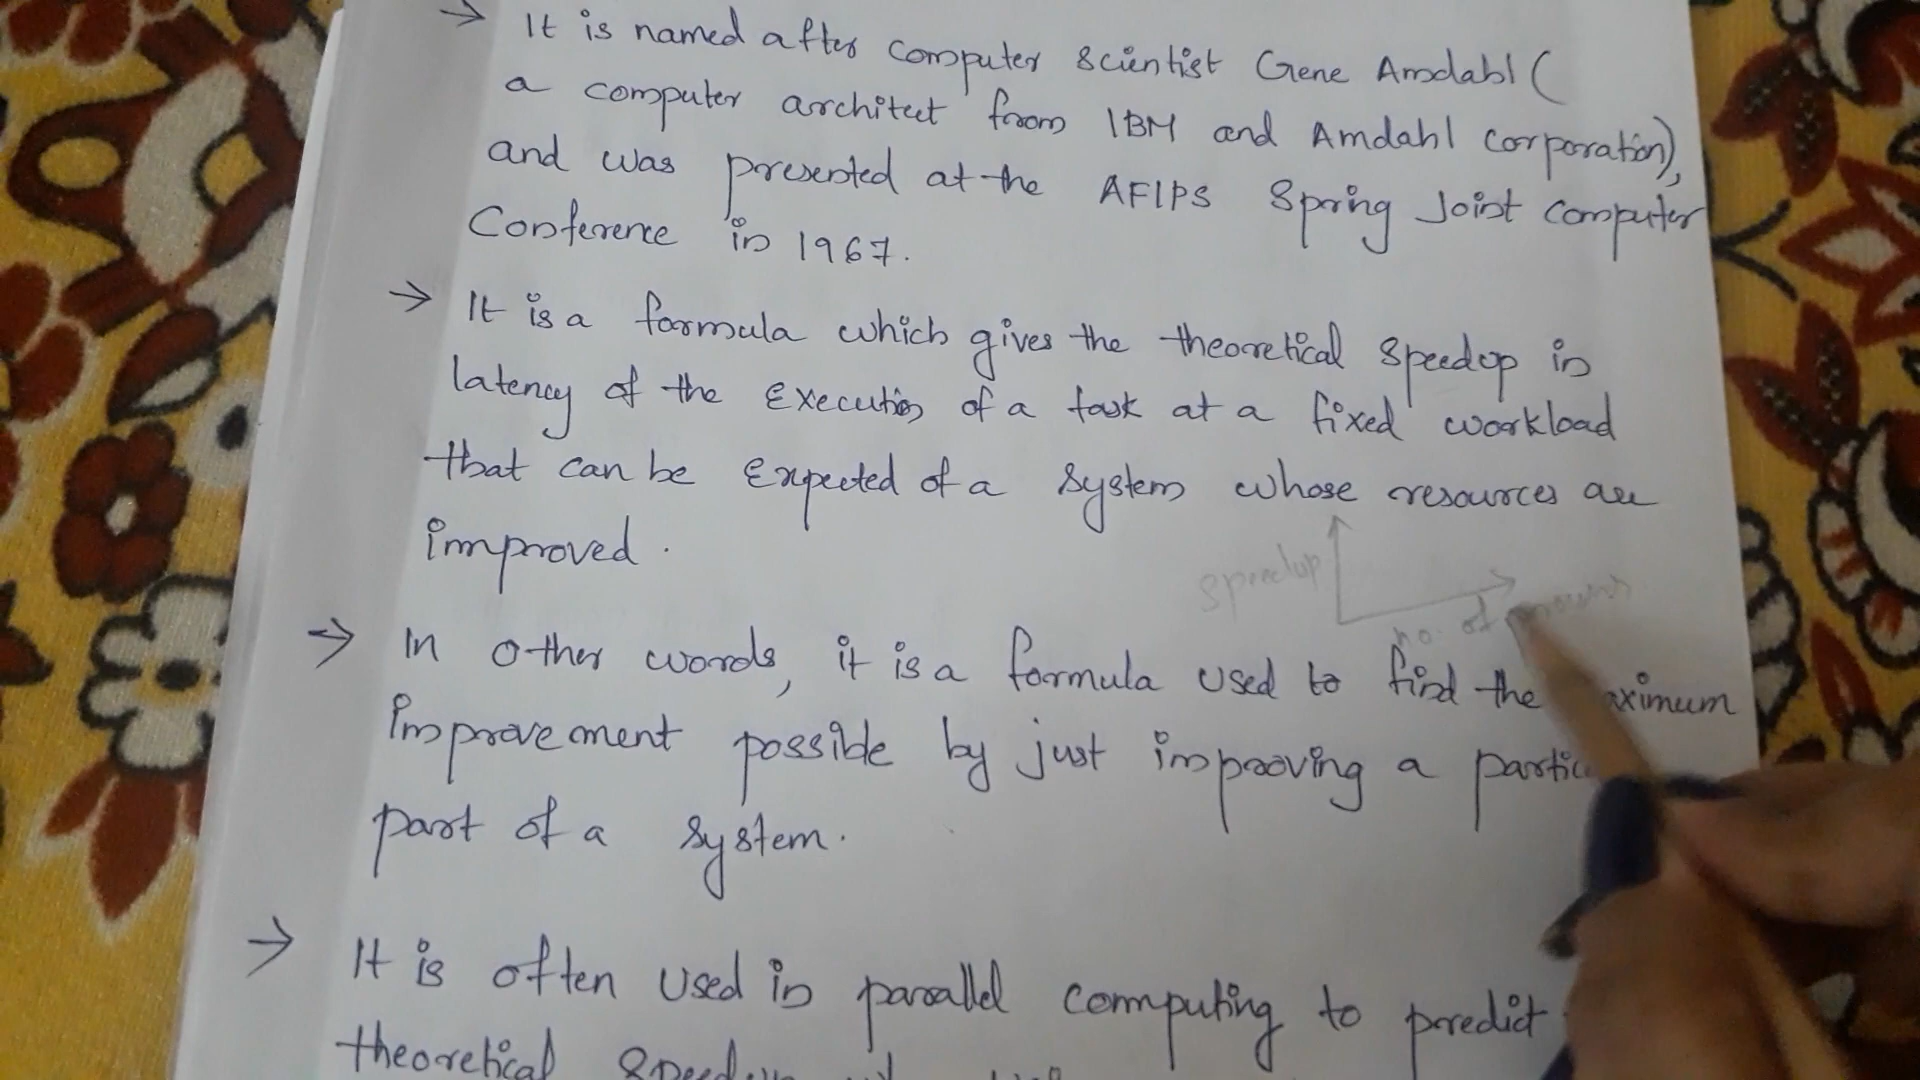 → It is named after computer scientist Gene Amdahl (
a computer architect from IBM and Amdahl corporation),
and was presented at the AFIPS Spring Joint Computer
Conference in 1967.
→ It is a formula which gives the theoretical speedup in
latency of the Execution of a task at a fixed workload
that can be Expected of a system whose resources are
improved.
speedup
no. of
→ In other words, it is a formula used to find the
improvement possible by just improving a
part of a system.
→ It is often used in parallel computing to predict
theoretical